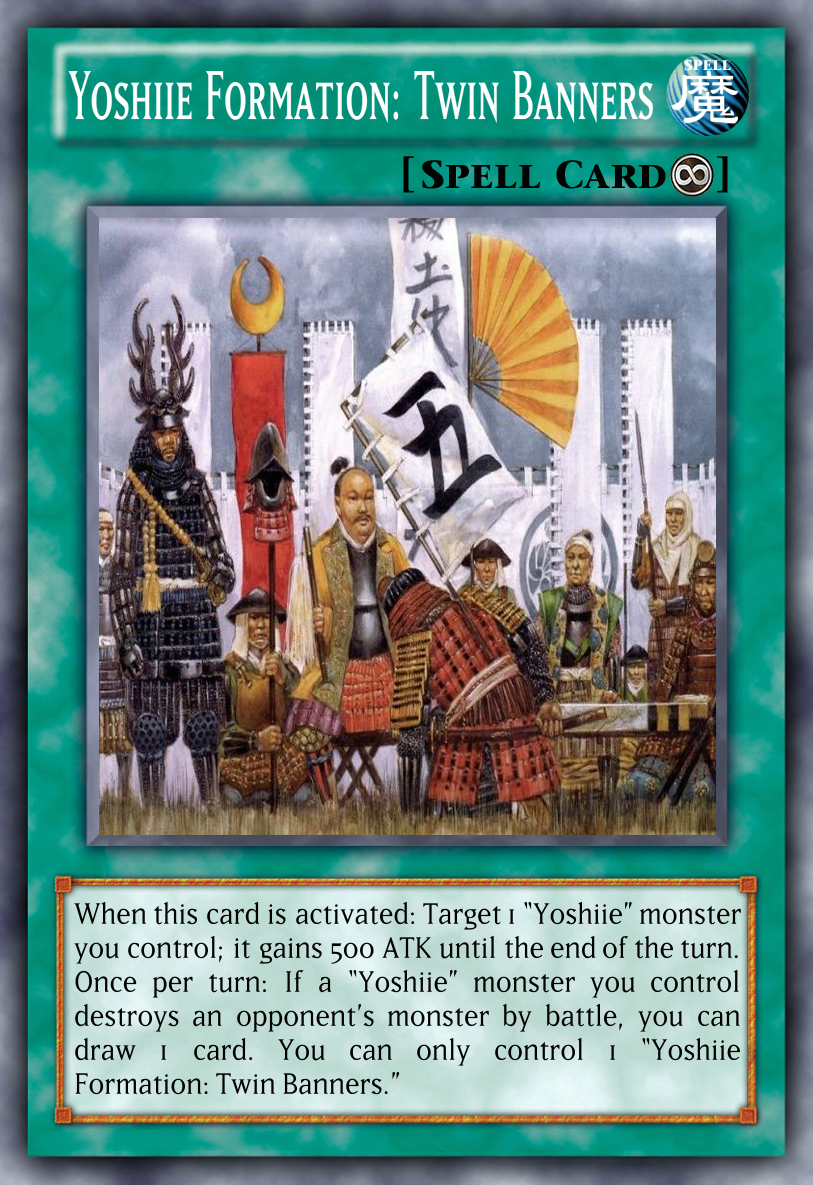 Yoshiie Formation: Twin Banners
SPELL
魔
[Spell Card♾]
五
When this card is activated: Target 1 “Yoshiie” monster
you control; it gains 500 ATK until the end of the turn.
Once per turn: If a “Yoshiie” monster you control
destroys an opponent’s monster by battle, you can
draw 1 card. You can only control 1 “Yoshiie
Formation: Twin Banners.”